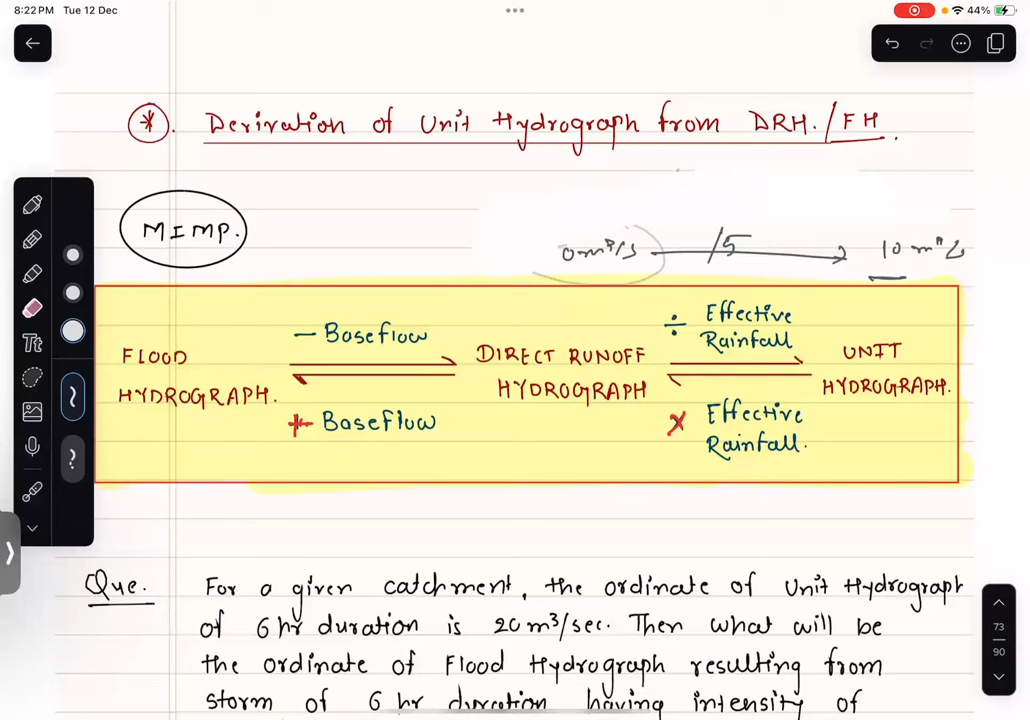 8:22 PM Tue 12 Dec
44%
*. Derivation of Unit Hydrograph from DRH./FH.
MIMP.
0m³/s /5 10 m³/s
FLOOD HYDROGRAPH.
- Baseflow
+ Baseflow
DIRECT RUNOFF HYDROGRAPH
÷ Effective Rainfall
× Effective Rainfall.
UNIT HYDROGRAPH.
Tt
?
73
90
Que. For a given catchment, the ordinate of Unit Hydrograph
of 6 hr duration is 20 m³/sec. Then what will be
the ordinate of Flood Hydrograph resulting from
storm of 6 hr duration having intensity of